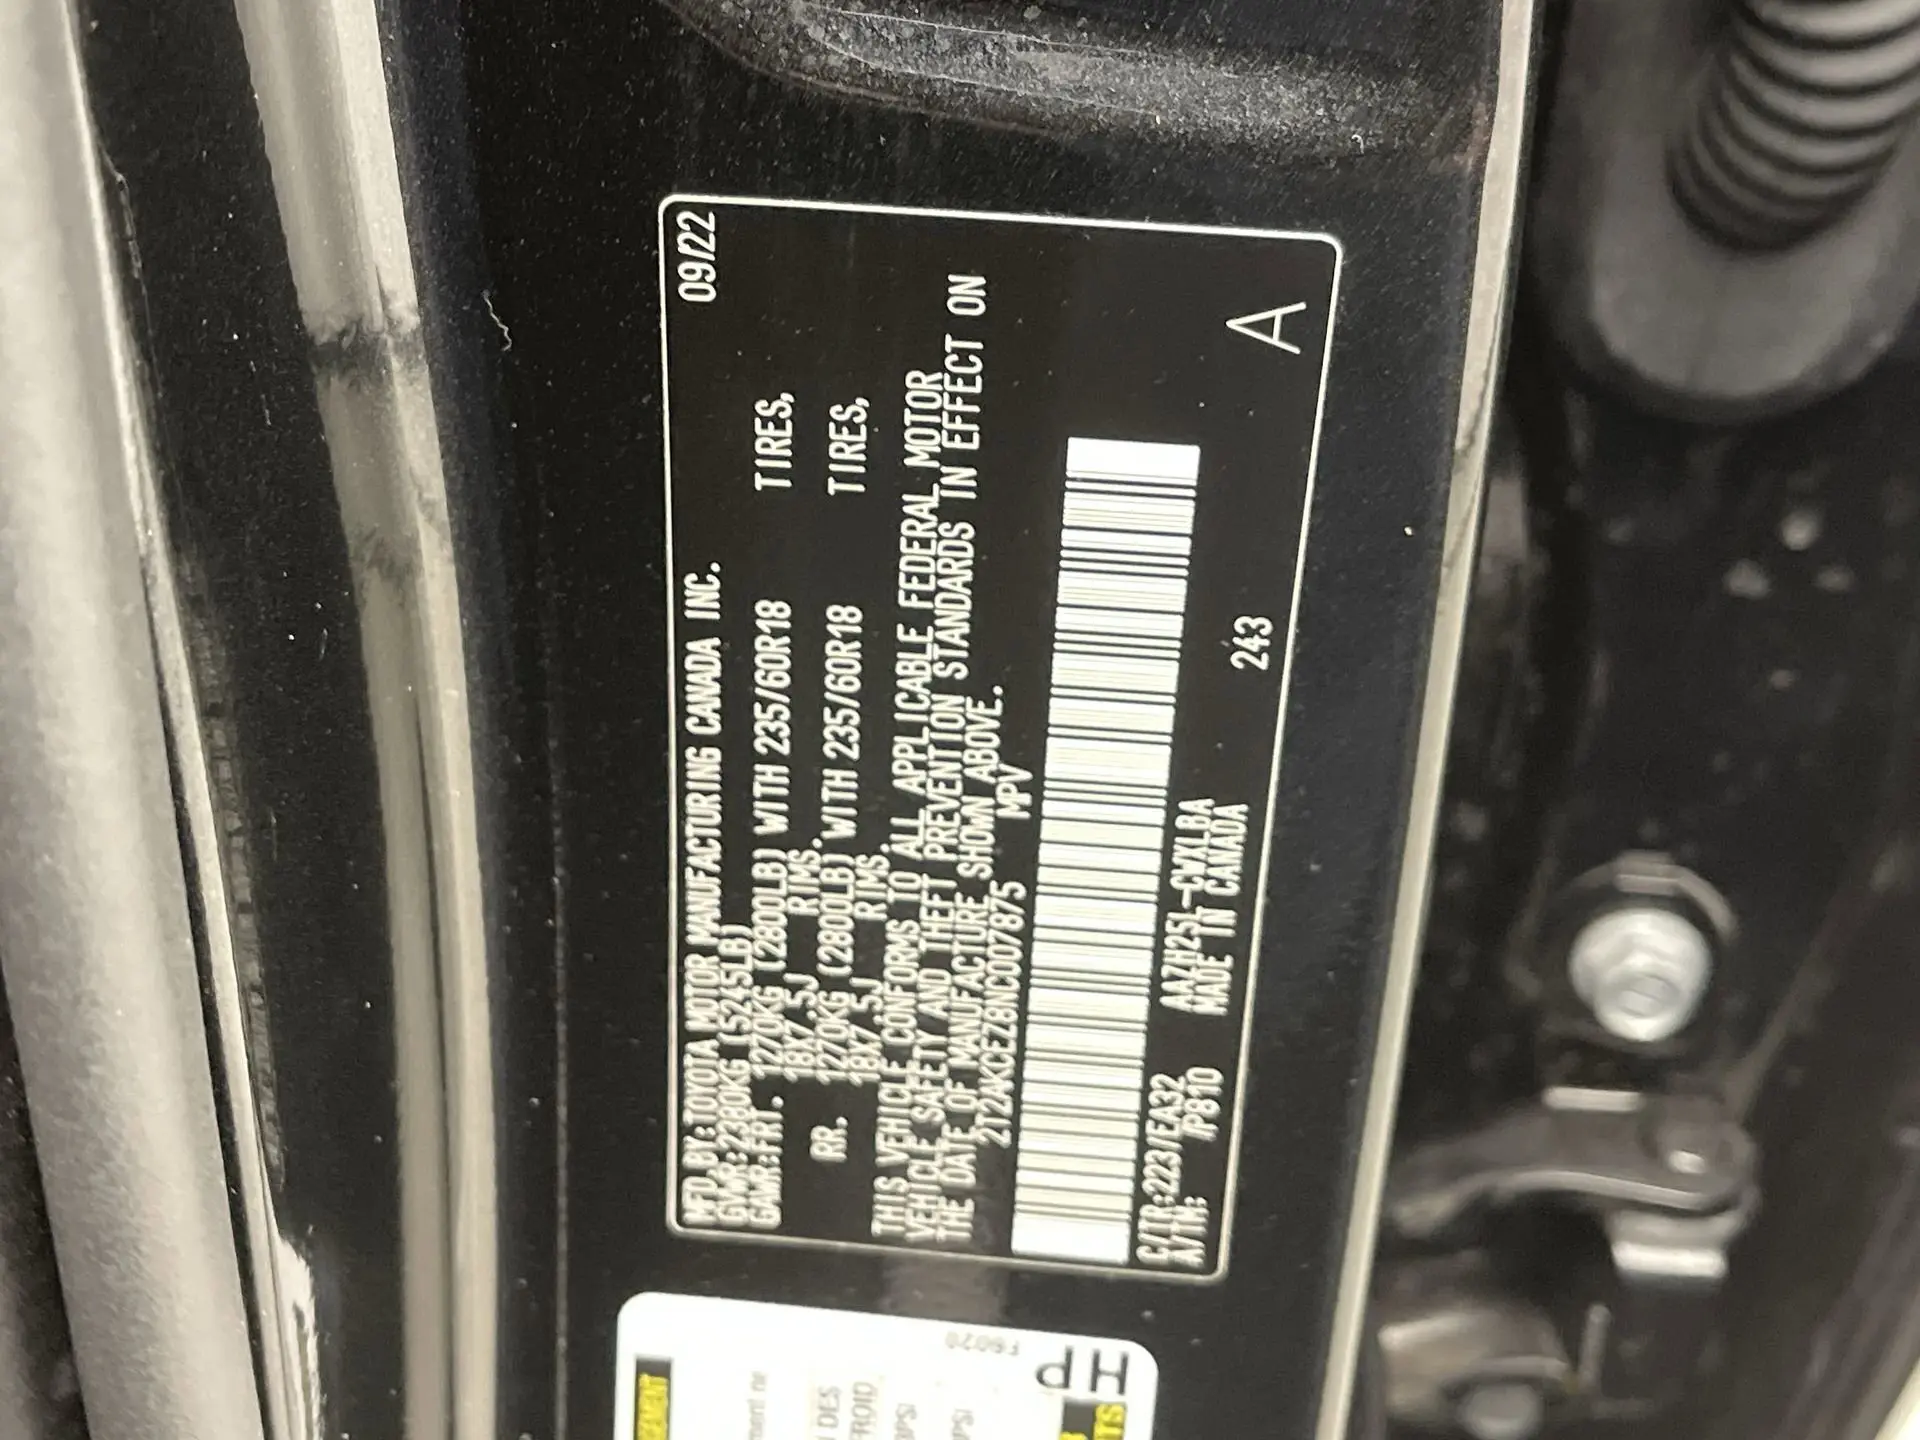 MFD.BY:TOYOTA MOTOR MANUFACTURING CANADA INC. 09/22
GVWR:2380KG (5245LB)
GAWR:FRT. 1270KG (2800LB) WITH 235/60R18 TIRES,
18X7.5J RIMS.
RR. 1270KG (2800LB) WITH 235/60R18 TIRES,
18X7.5J RIMS.
THIS VEHICLE CONFORMS TO ALL APPLICABLE FEDERAL MOTOR
VEHICLE SAFETY AND THEFT PREVENTION STANDARDS IN EFFECT ON
THE DATE OF MANUFACTURE SHOWN ABOVE.
2T2AKCEZ8NC007875 MPV
C/TR:223/EA32 AAZH25L-CWXLBA
A/TM: /P810 MADE IN CANADA 243
A
DES
FROID
PSI